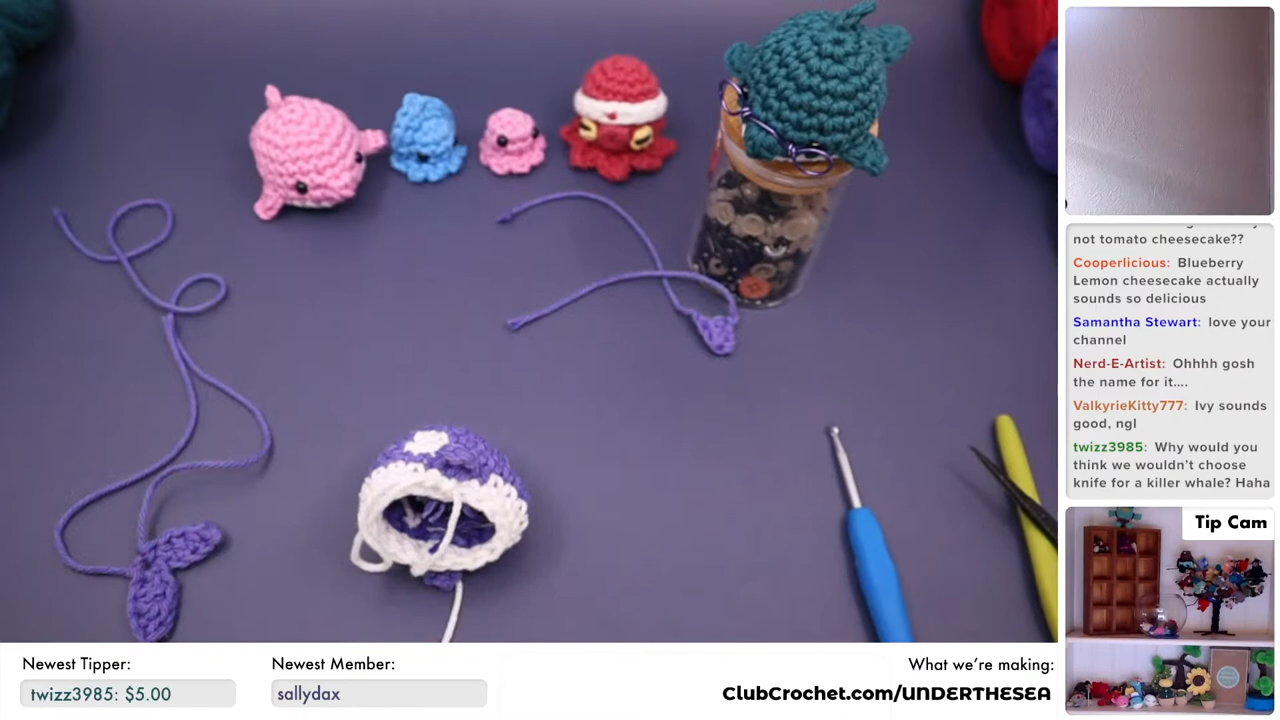 not tomato cheesecake??
Cooperlicious: Blueberry
Lemon cheesecake actually
sounds so delicious
Samantha Stewart: love your
channel
Nerd-E-Artist: Ohhhh gosh
the name for it....
ValkyrieKitty777: Ivy sounds
good, ngl
twizz3985: Why would you
think we wouldn't choose
knife for a killer whale? Haha
Tip Cam
Newest Tipper:
twizz3985: $5.00
Newest Member:
sallydax
What we're making:
ClubCrochet.com/UNDERTHESEA